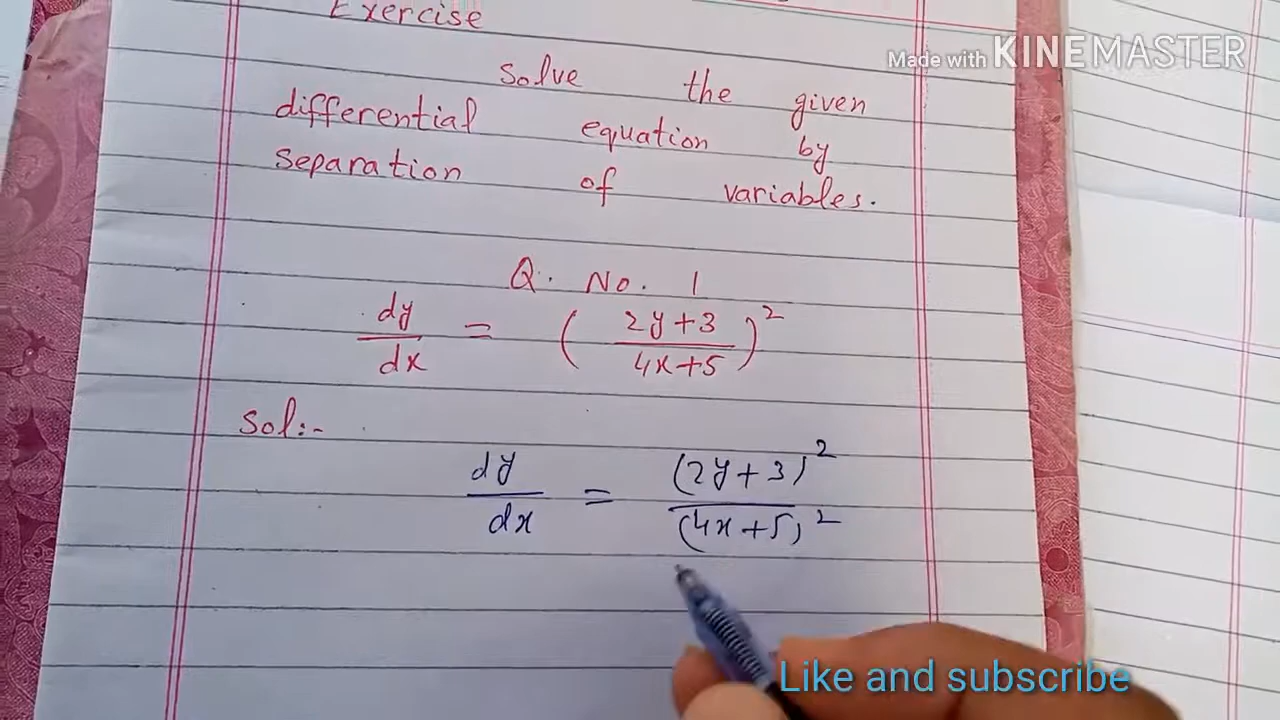 Exercise
Made with KINEMASTER
Solve the given
differential equation by
separation of variables.
Q. No. 1
dy/dx = (2y+3/4x+5)²
Sol:-
dy/dx = (2y+3)²/(4x+5)²
Like and subscribe